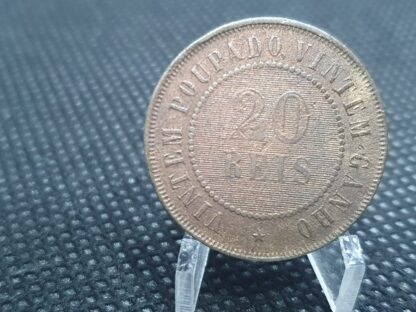 VINTEM POUPADO VINTEM GANHO
20
REIS